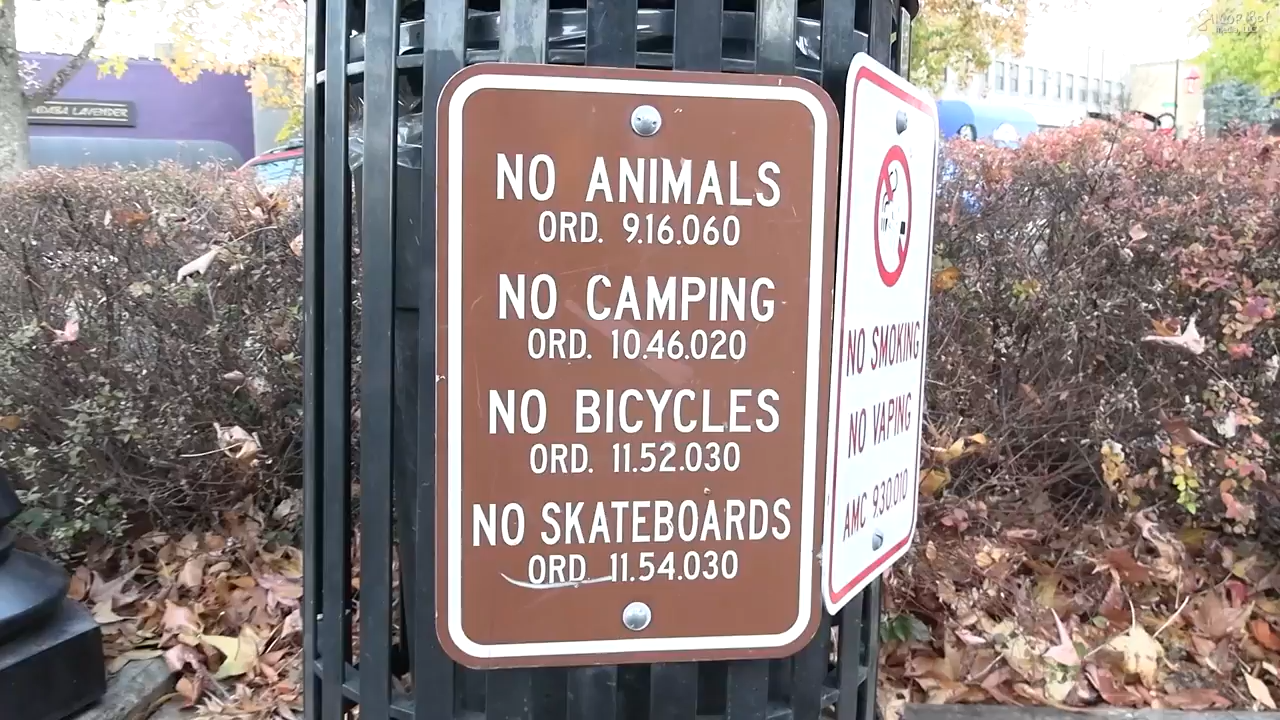 NO ANIMALS
ORD. 9.16.060
NO CAMPING
ORD. 10.46.020
NO BICYCLES
ORD. 11.52.030
NO SKATEBOARDS
ORD. 11.54.030
NO SMOKING
NO VAPING
AMC 9.30.010
LAVENDER